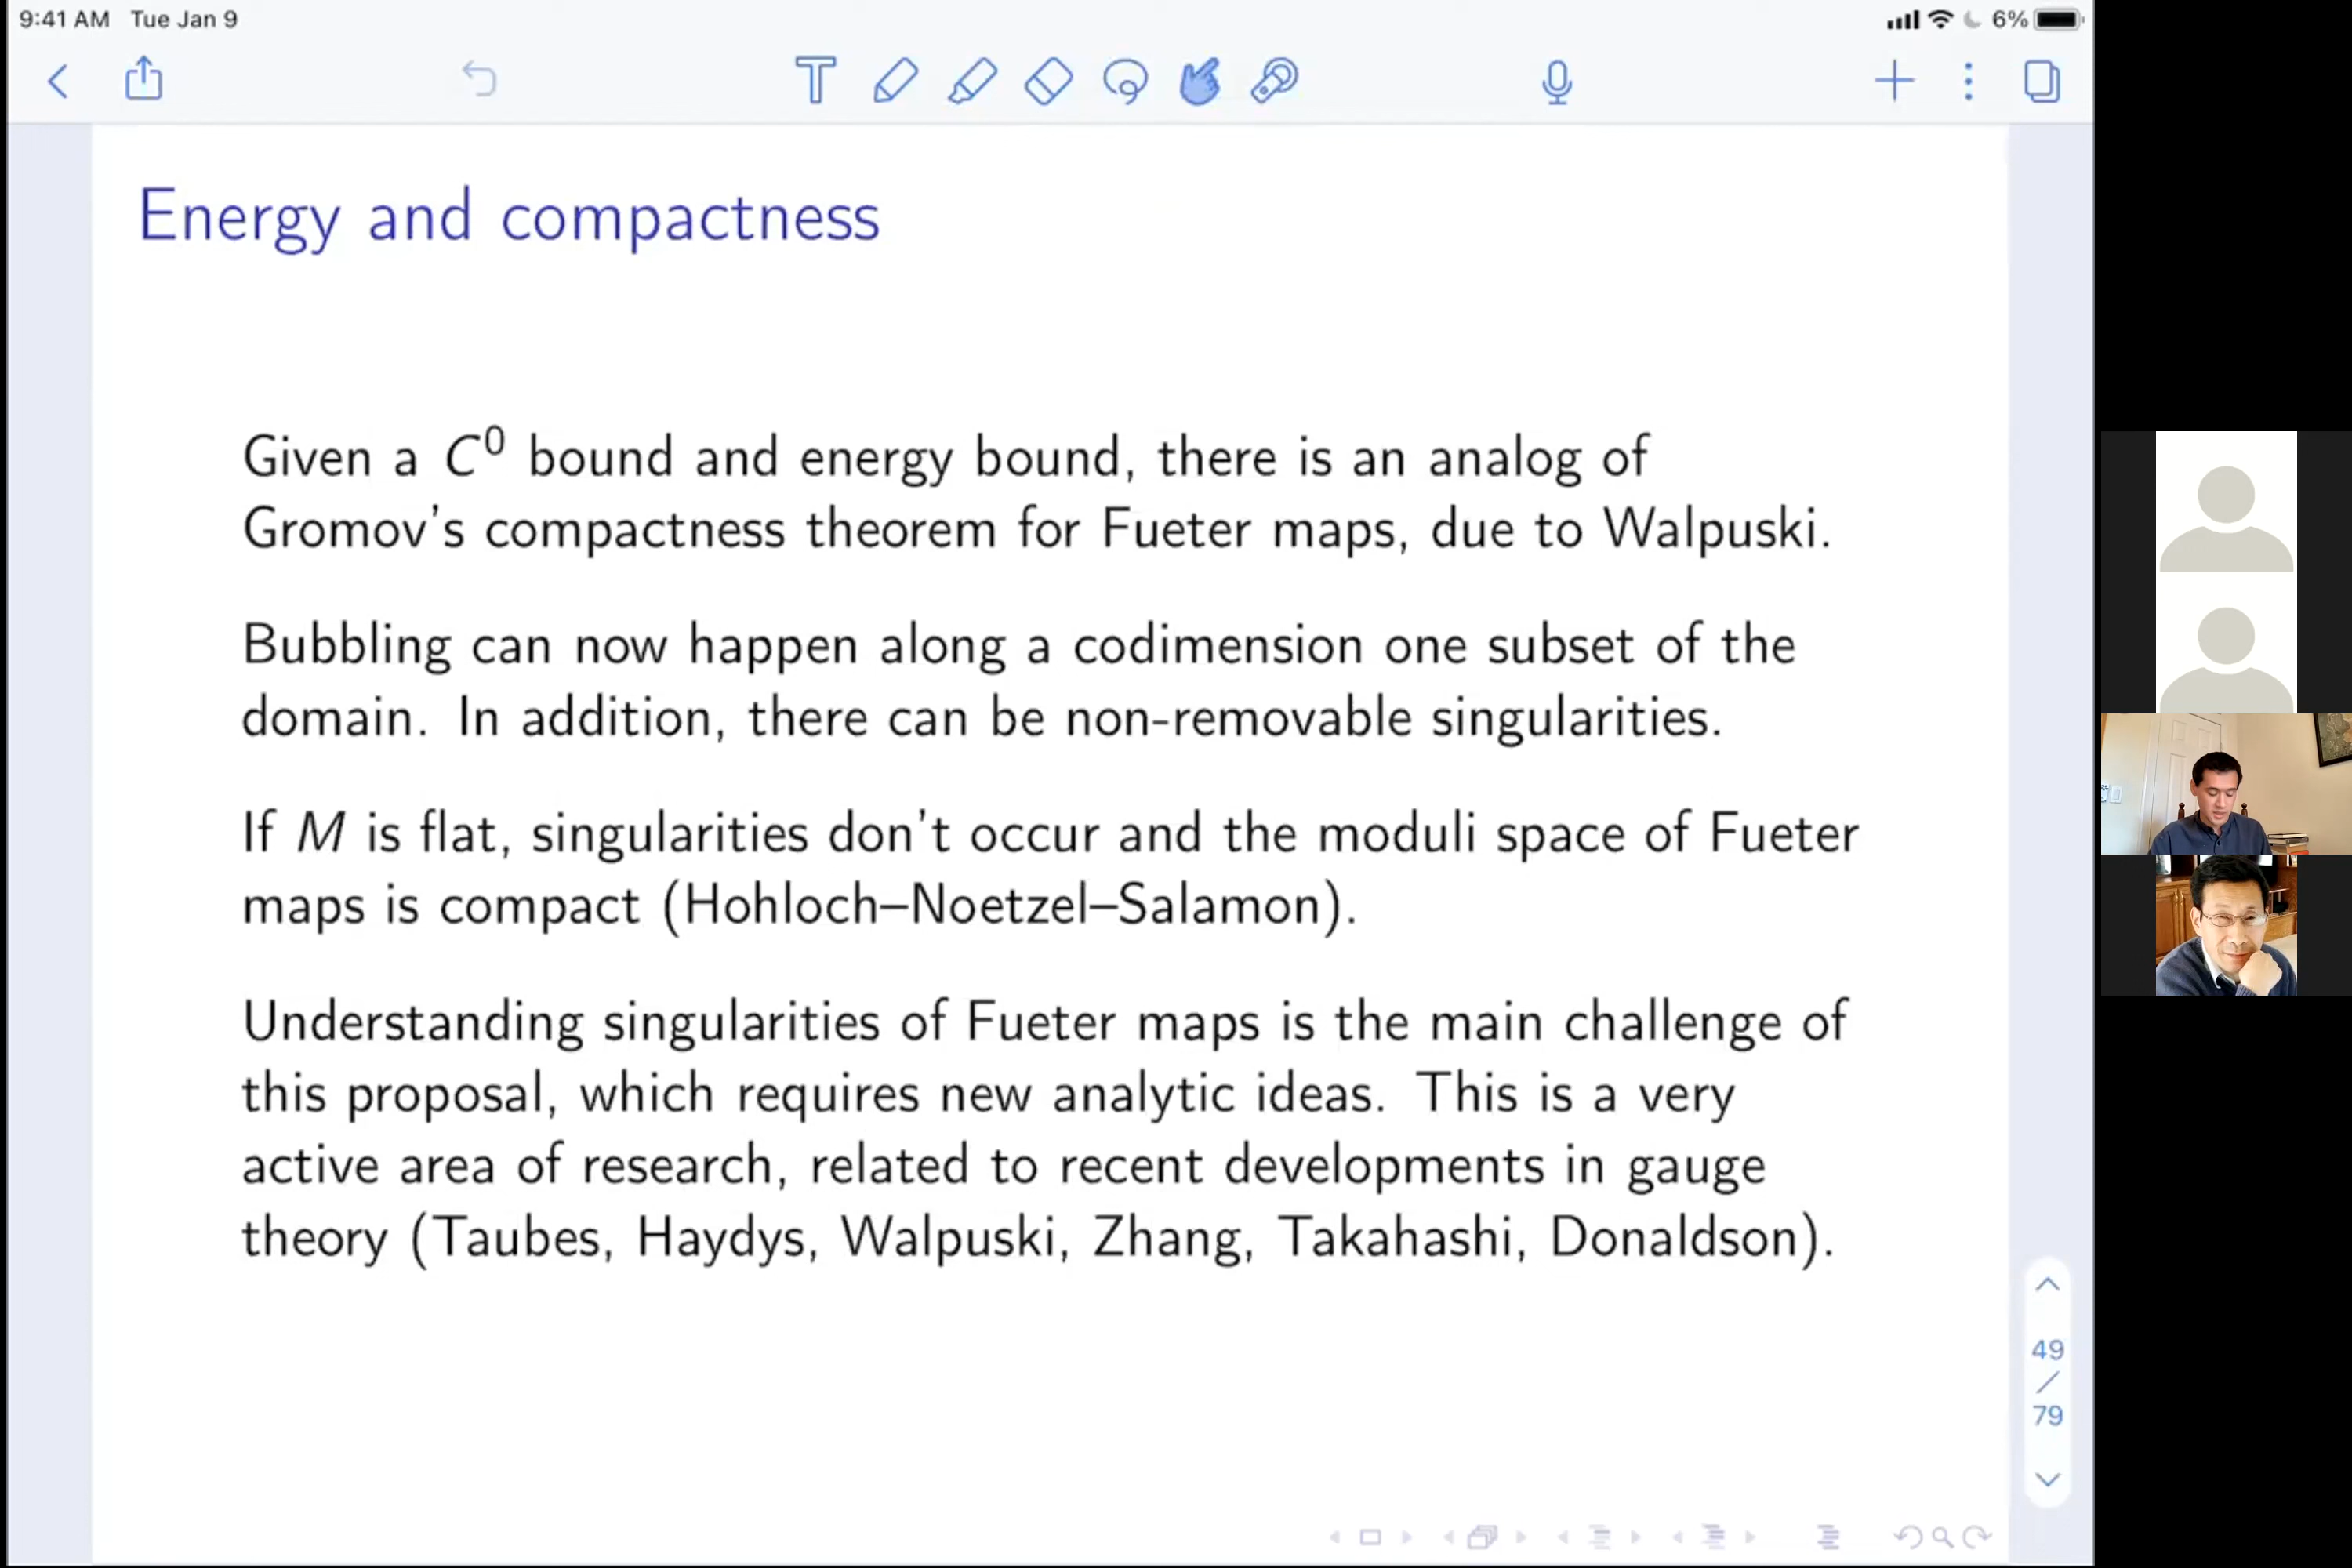 9:41 AM Tue Jan 9
6%
Energy and compactness
Given a C⁰ bound and energy bound, there is an analog of
Gromov's compactness theorem for Fueter maps, due to Walpuski.
Bubbling can now happen along a codimension one subset of the
domain. In addition, there can be non-removable singularities.
If M is flat, singularities don't occur and the moduli space of Fueter
maps is compact (Hohloch–Noetzel–Salamon).
Understanding singularities of Fueter maps is the main challenge of
this proposal, which requires new analytic ideas. This is a very
active area of research, related to recent developments in gauge
theory (Taubes, Haydys, Walpuski, Zhang, Takahashi, Donaldson).
49
/
79